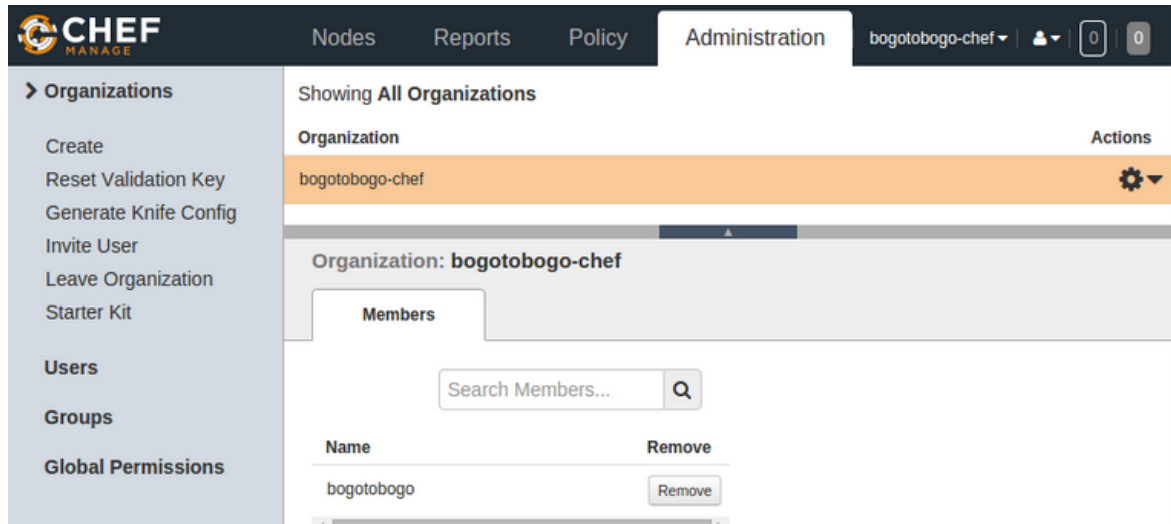 CHEF
MANAGE
Nodes Reports Policy Administration bogotobogo-chef 0 0
Organizations
Create
Reset Validation Key
Generate Knife Config
Invite User
Leave Organization
Starter Kit
Users
Groups
Global Permissions
Showing All Organizations
Organization Actions
bogotobogo-chef
Organization: bogotobogo-chef
Members
Search Members...
Name Remove
bogotobogo Remove